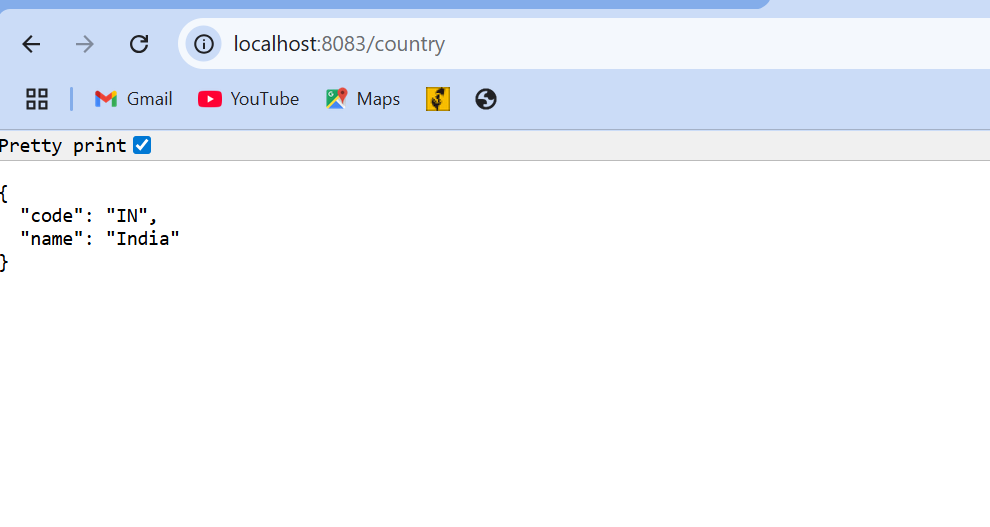 localhost:8083/country
Gmail YouTube Maps
Pretty print
{
  "code": "IN",
  "name": "India"
}